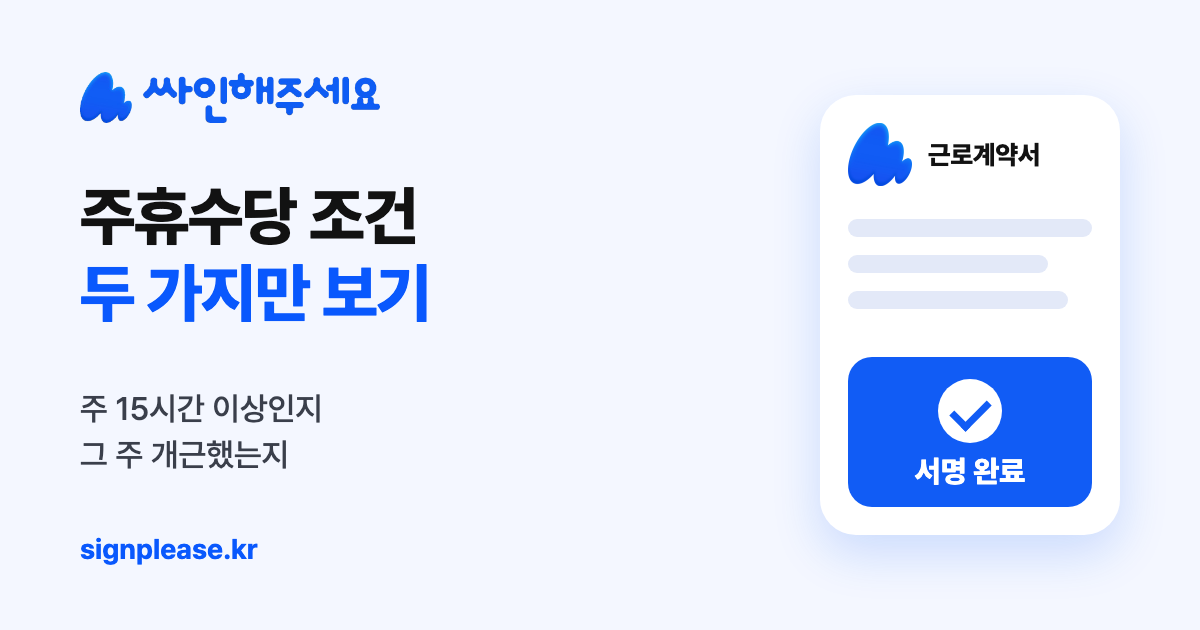 싸인해주세요
주휴수당 조건
두 가지만 보기
주 15시간 이상인지
그 주 개근했는지
signplease.kr
근로계약서
서명 완료